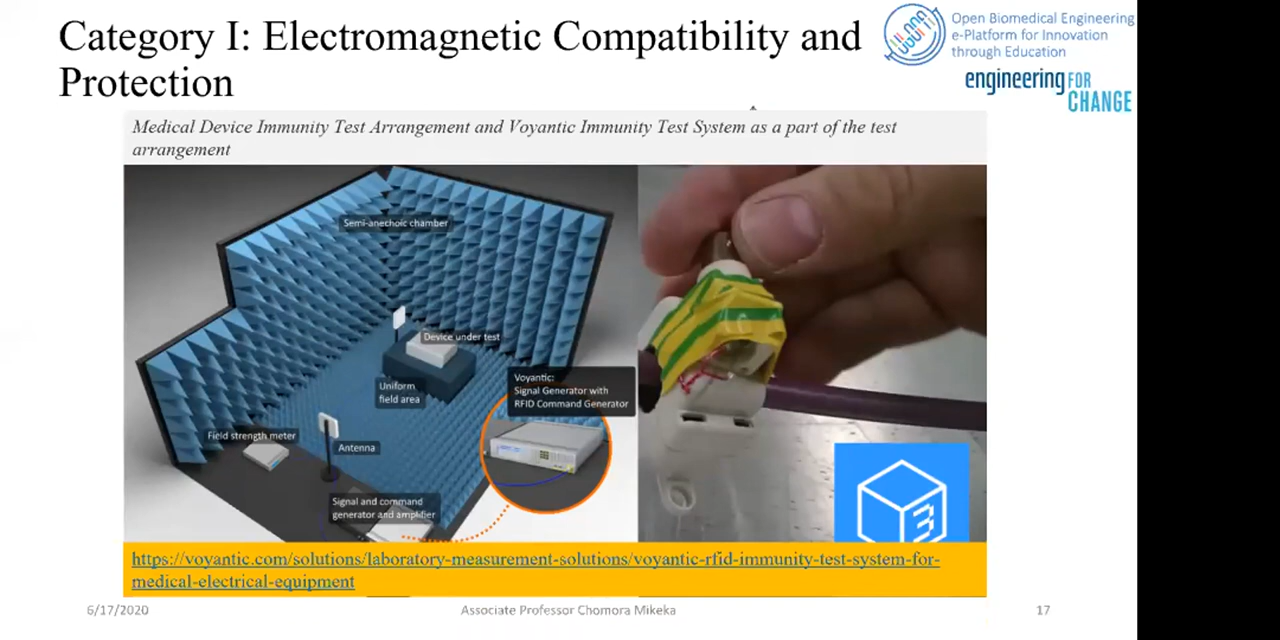 Category I: Electromagnetic Compatibility and
Protection
Open Biomedical Engineering
e-Platform for Innovation
through Education
engineering FOR
CHANGE
Medical Device Immunity Test Arrangement and Voyantic Immunity Test System as a part of the test
arrangement
Semi-anechoic chamber
Device under test
Uniform
field area
Voyantic:
Signal Generator with
RFID Command Generator
Field strength meter
Antenna
Signal and command
generator and amplifier
https://voyantic.com/solutions/laboratory-measurement-solutions/voyantic-rfid-immunity-test-system-for-
medical-electrical-equipment
6/17/2020
Associate Professor Chomora Mikeka
17